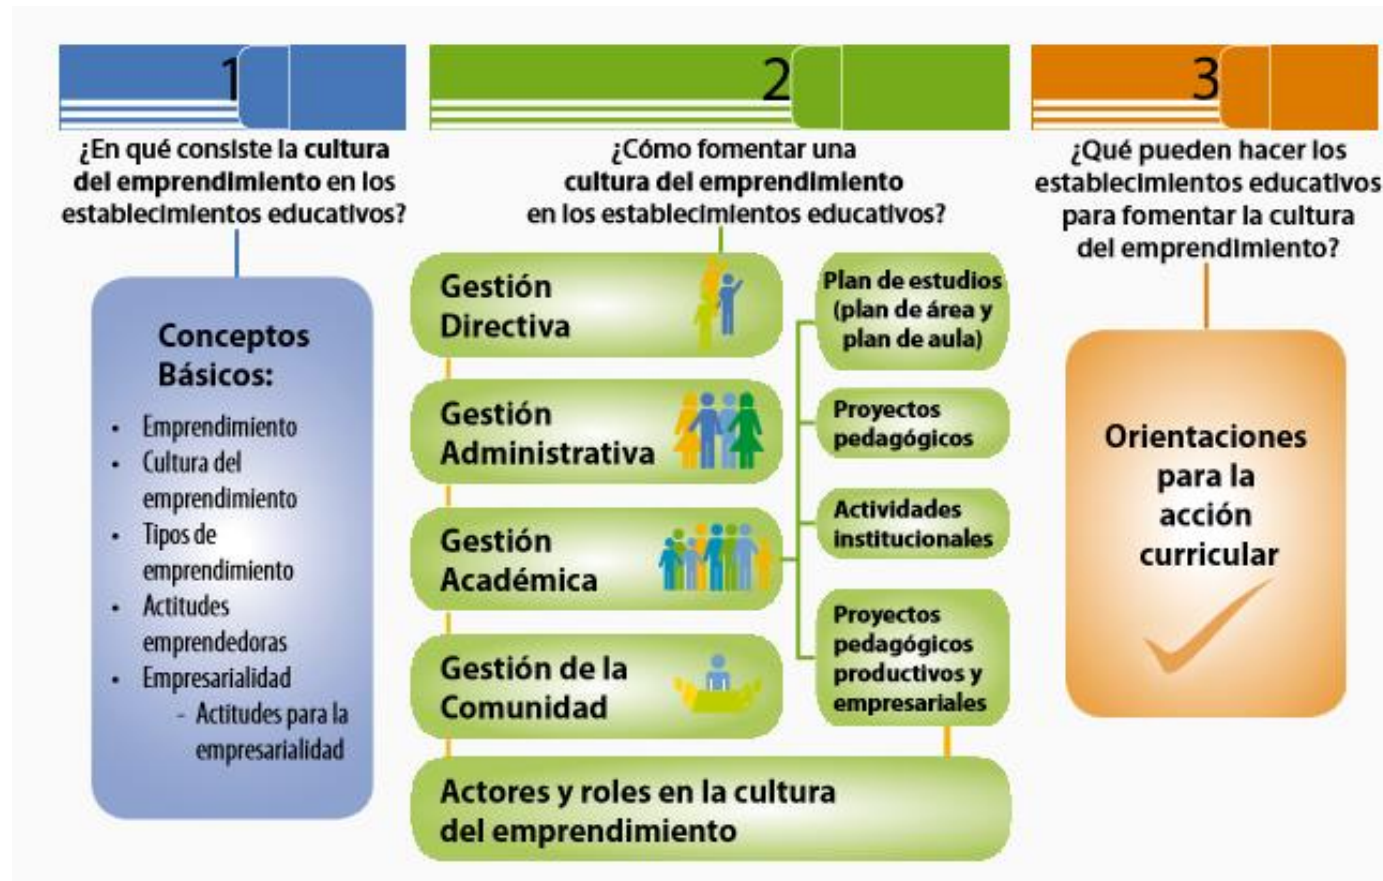 1
¿En qué consiste la cultura
del emprendimiento en los
establecimientos educativos?
Conceptos
Básicos:
• Emprendimiento
• Cultura del
emprendimiento
• Tipos de
emprendimiento
• Actitudes
emprendedoras
• Empresarialidad
- Actitudes para la
empresarialidad
2
¿Cómo fomentar una
cultura del emprendimiento
en los establecimientos educativos?
Gestión
Directiva
Gestión
Administrativa
Gestión
Académica
Gestión de la
Comunidad
Plan de estudios
(plan de área y
plan de aula)
Proyectos
pedagógicos
Actividades
institucionales
Proyectos
pedagógicos
productivos y
empresariales
Actores y roles en la cultura
del emprendimiento
3
¿Qué pueden hacer los
establecimientos educativos
para fomentar la cultura
del emprendimiento?
Orientaciones
para la
acción
curricular